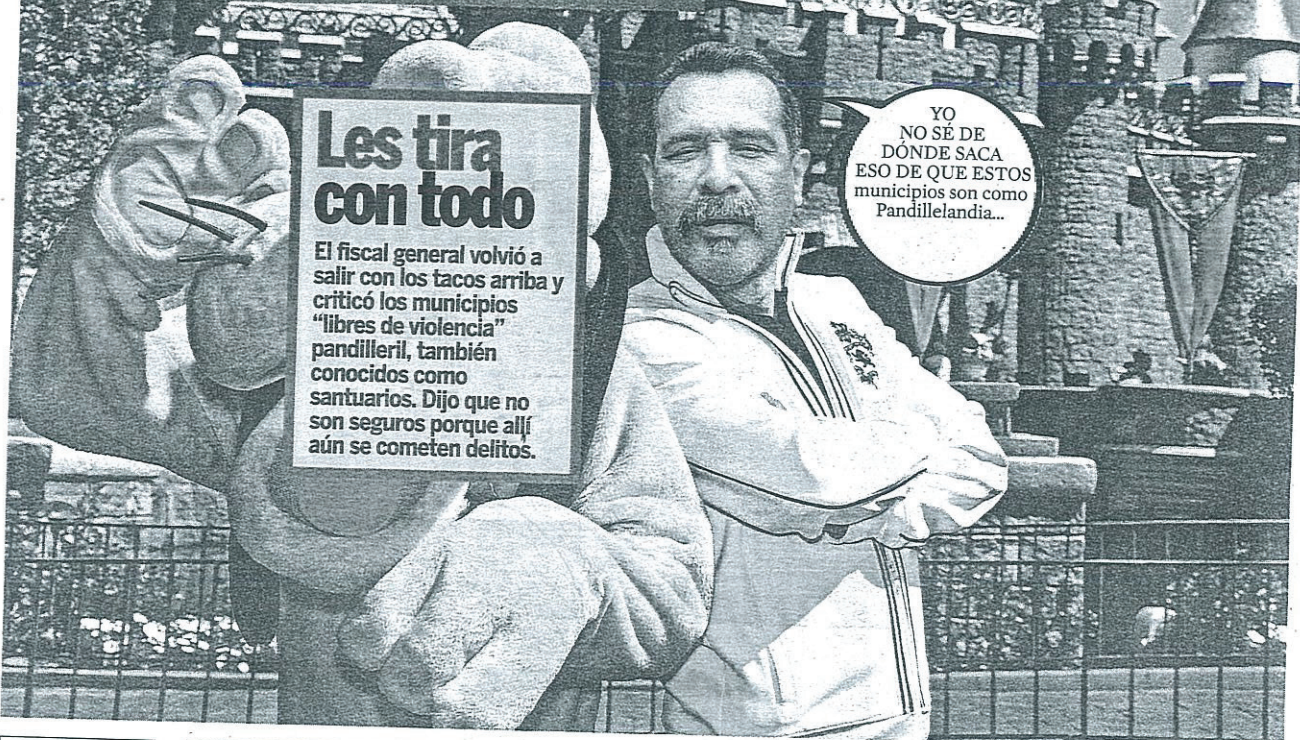 Les tira
con todo
El fiscal general volvió a
salir con los tacos arriba y
criticó los municipios
“libres de violencia”
pandilleril, también
conocidos como
santuarios. Dijo que no
son seguros porque allí
aún se cometen delitos.
YO
NO SÉ DE
DÓNDE SACA
ESO DE QUE ESTOS
municipios son como
Pandillelandia...